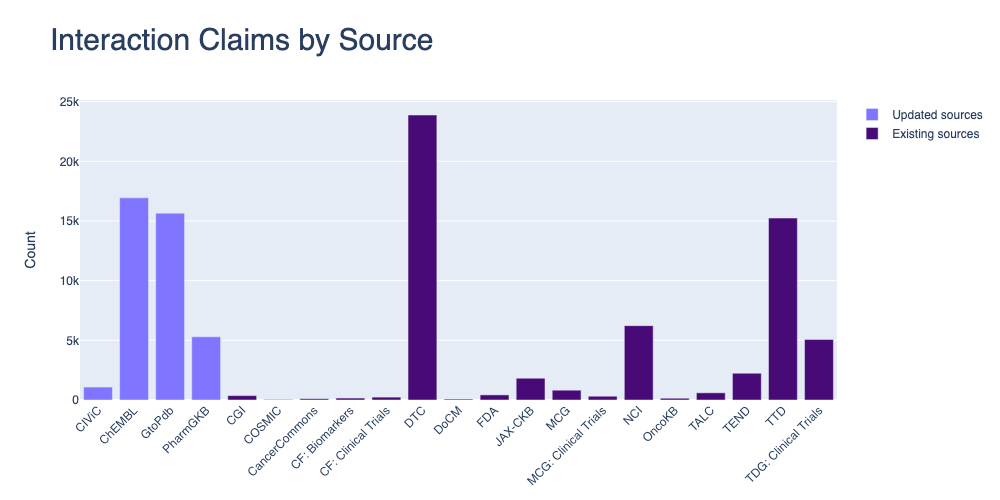 Interaction Claims by Source
Updated sources
Existing sources
Count
25k
20k
15k
10k
5k
0
CIViC
ChEMBL
GtoPdb
PharmGKB
CGI
COSMIC
CancerCommons
CF: Biomarkers
CF: Clinical Trials
DTC
DoCM
FDA
JAX-CKB
MCG
MCG: Clinical Trials
NCI
OncoKB
TALC
TEND
TTD
TDG: Clinical Trials